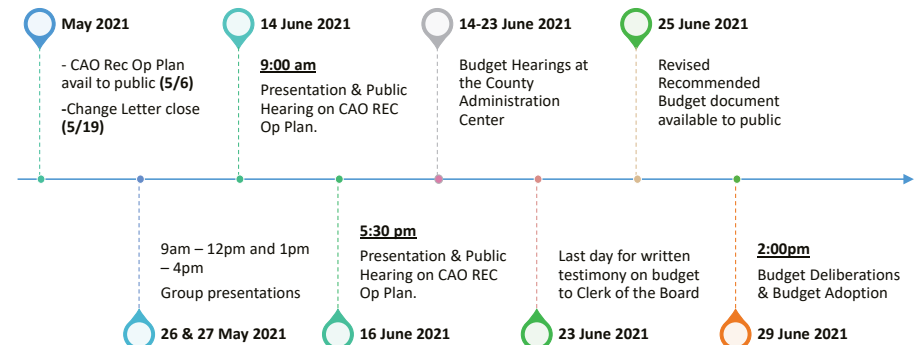 May 2021
- CAO Rec Op Plan
avail to public (5/6)
-Change Letter close
(5/19)
14 June 2021
9:00 am
Presentation & Public
Hearing on CAO REC
Op Plan.
14-23 June 2021
Budget Hearings at
the County
Administration
Center
25 June 2021
Revised
Recommended
Budget document
available to public
9am – 12pm and 1pm
– 4pm
Group presentations
26 & 27 May 2021
5:30 pm
Presentation & Public
Hearing on CAO REC
Op Plan.
16 June 2021
Last day for written
testimony on budget
to Clerk of the Board
23 June 2021
2:00pm
Budget Deliberations
& Budget Adoption
29 June 2021